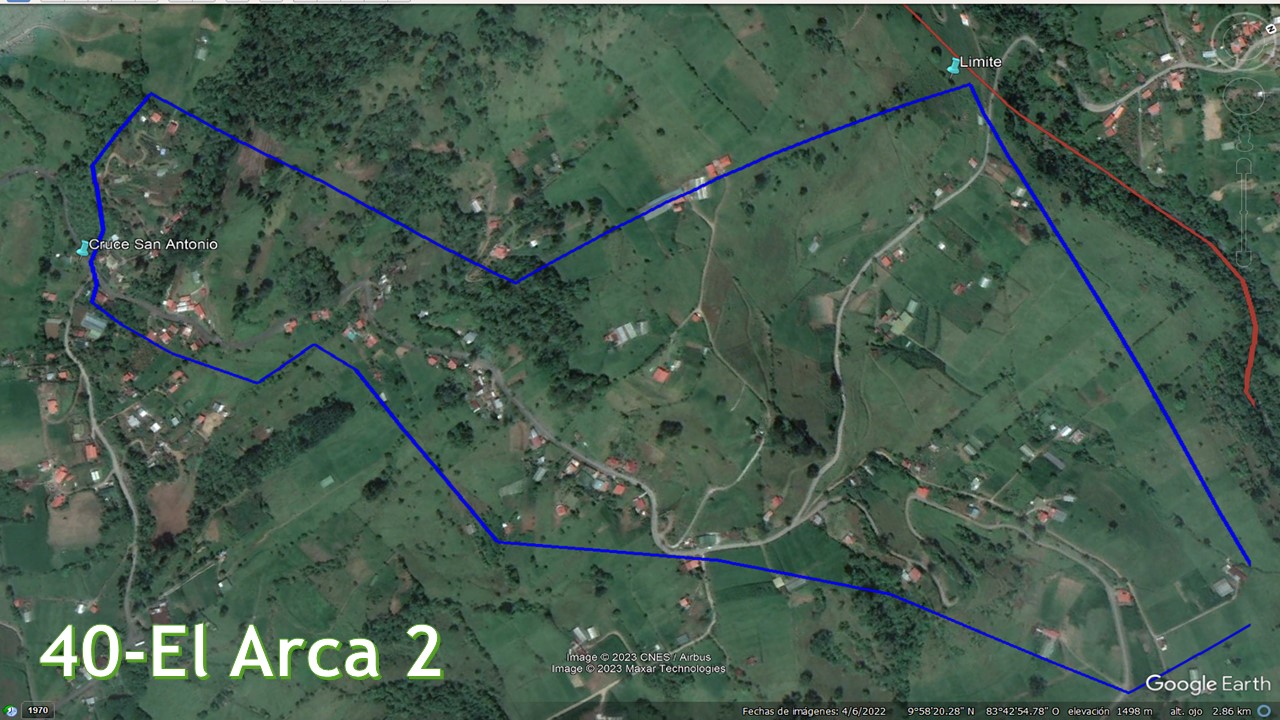 Limite
Cruce San Antonio
40-El Arca 2
Image © 2023 CNES / Airbus
Image © 2023 Maxar Technologies
Google Earth
1970
Fechas de imágenes: 4/6/2022 9°58'20.28" N 83°42'54.78" O elevación 1498 m alt. ojo 2.86 km